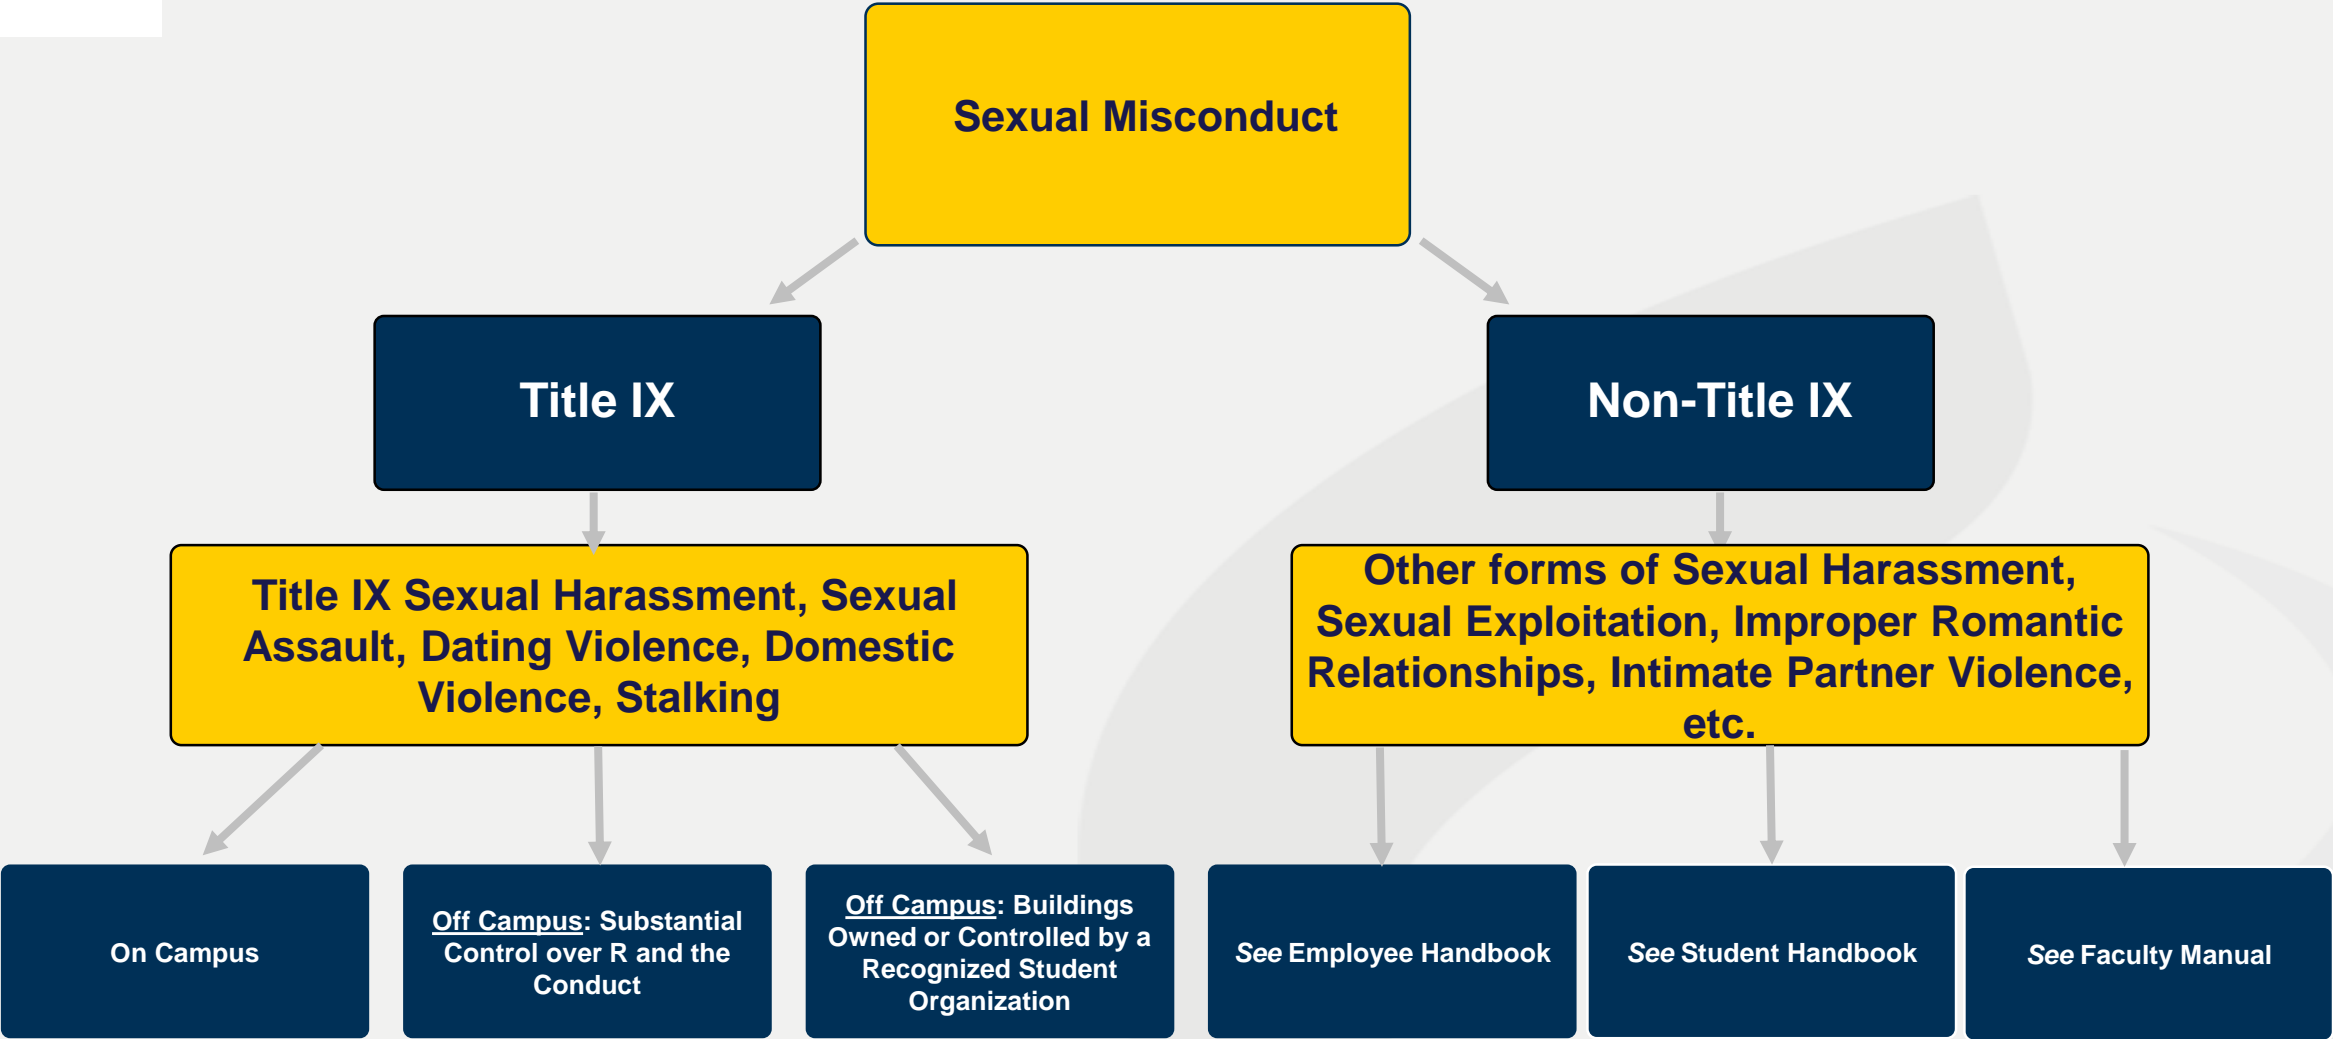 Sexual Misconduct
Title IX
Non-Title IX
Title IX Sexual Harassment, Sexual
Assault, Dating Violence, Domestic
Violence, Stalking
Other forms of Sexual Harassment,
Sexual Exploitation, Improper Romantic
Relationships, Intimate Partner Violence,
etc.
On Campus
Off Campus: Substantial
Control over R and the
Conduct
Off Campus: Buildings
Owned or Controlled by a
Recognized Student
Organization
See Employee Handbook
See Student Handbook
See Faculty Manual